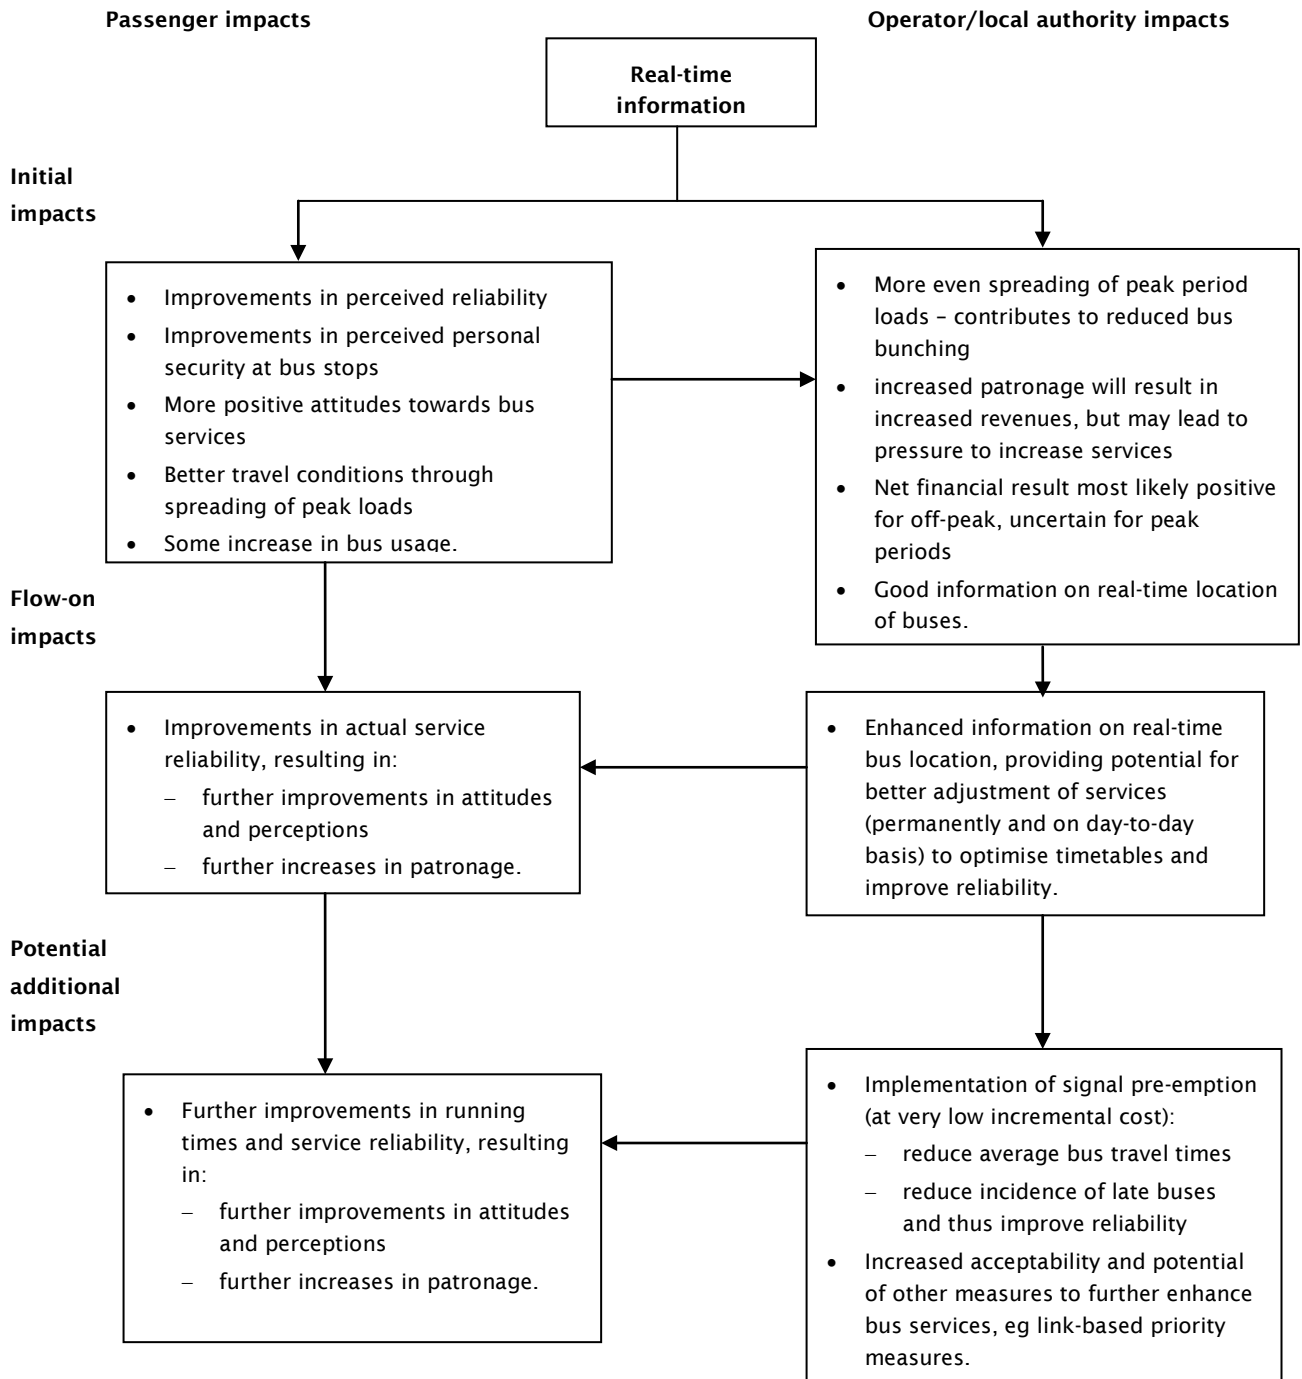 Passenger impacts
Operator/local authority impacts
Real-time
information
Initial
impacts
• Improvements in perceived reliability
• Improvements in perceived personal
security at bus stops
• More positive attitudes towards bus
services
• Better travel conditions through
spreading of peak loads
• Some increase in bus usage.
• More even spreading of peak period
loads – contributes to reduced bus
bunching
• increased patronage will result in
increased revenues, but may lead to
pressure to increase services
• Net financial result most likely positive
for off-peak, uncertain for peak
periods
• Good information on real-time location
of buses.
Flow-on
impacts
• Improvements in actual service
reliability, resulting in:
– further improvements in attitudes
and perceptions
– further increases in patronage.
• Enhanced information on real-time
bus location, providing potential for
better adjustment of services
(permanently and on day-to-day
basis) to optimise timetables and
improve reliability.
Potential
additional
impacts
• Further improvements in running
times and service reliability, resulting
in:
– further improvements in attitudes
and perceptions
– further increases in patronage.
• Implementation of signal pre-emption
(at very low incremental cost):
– reduce average bus travel times
– reduce incidence of late buses
and thus improve reliability
• Increased acceptability and potential
of other measures to further enhance
bus services, eg link-based priority
measures.